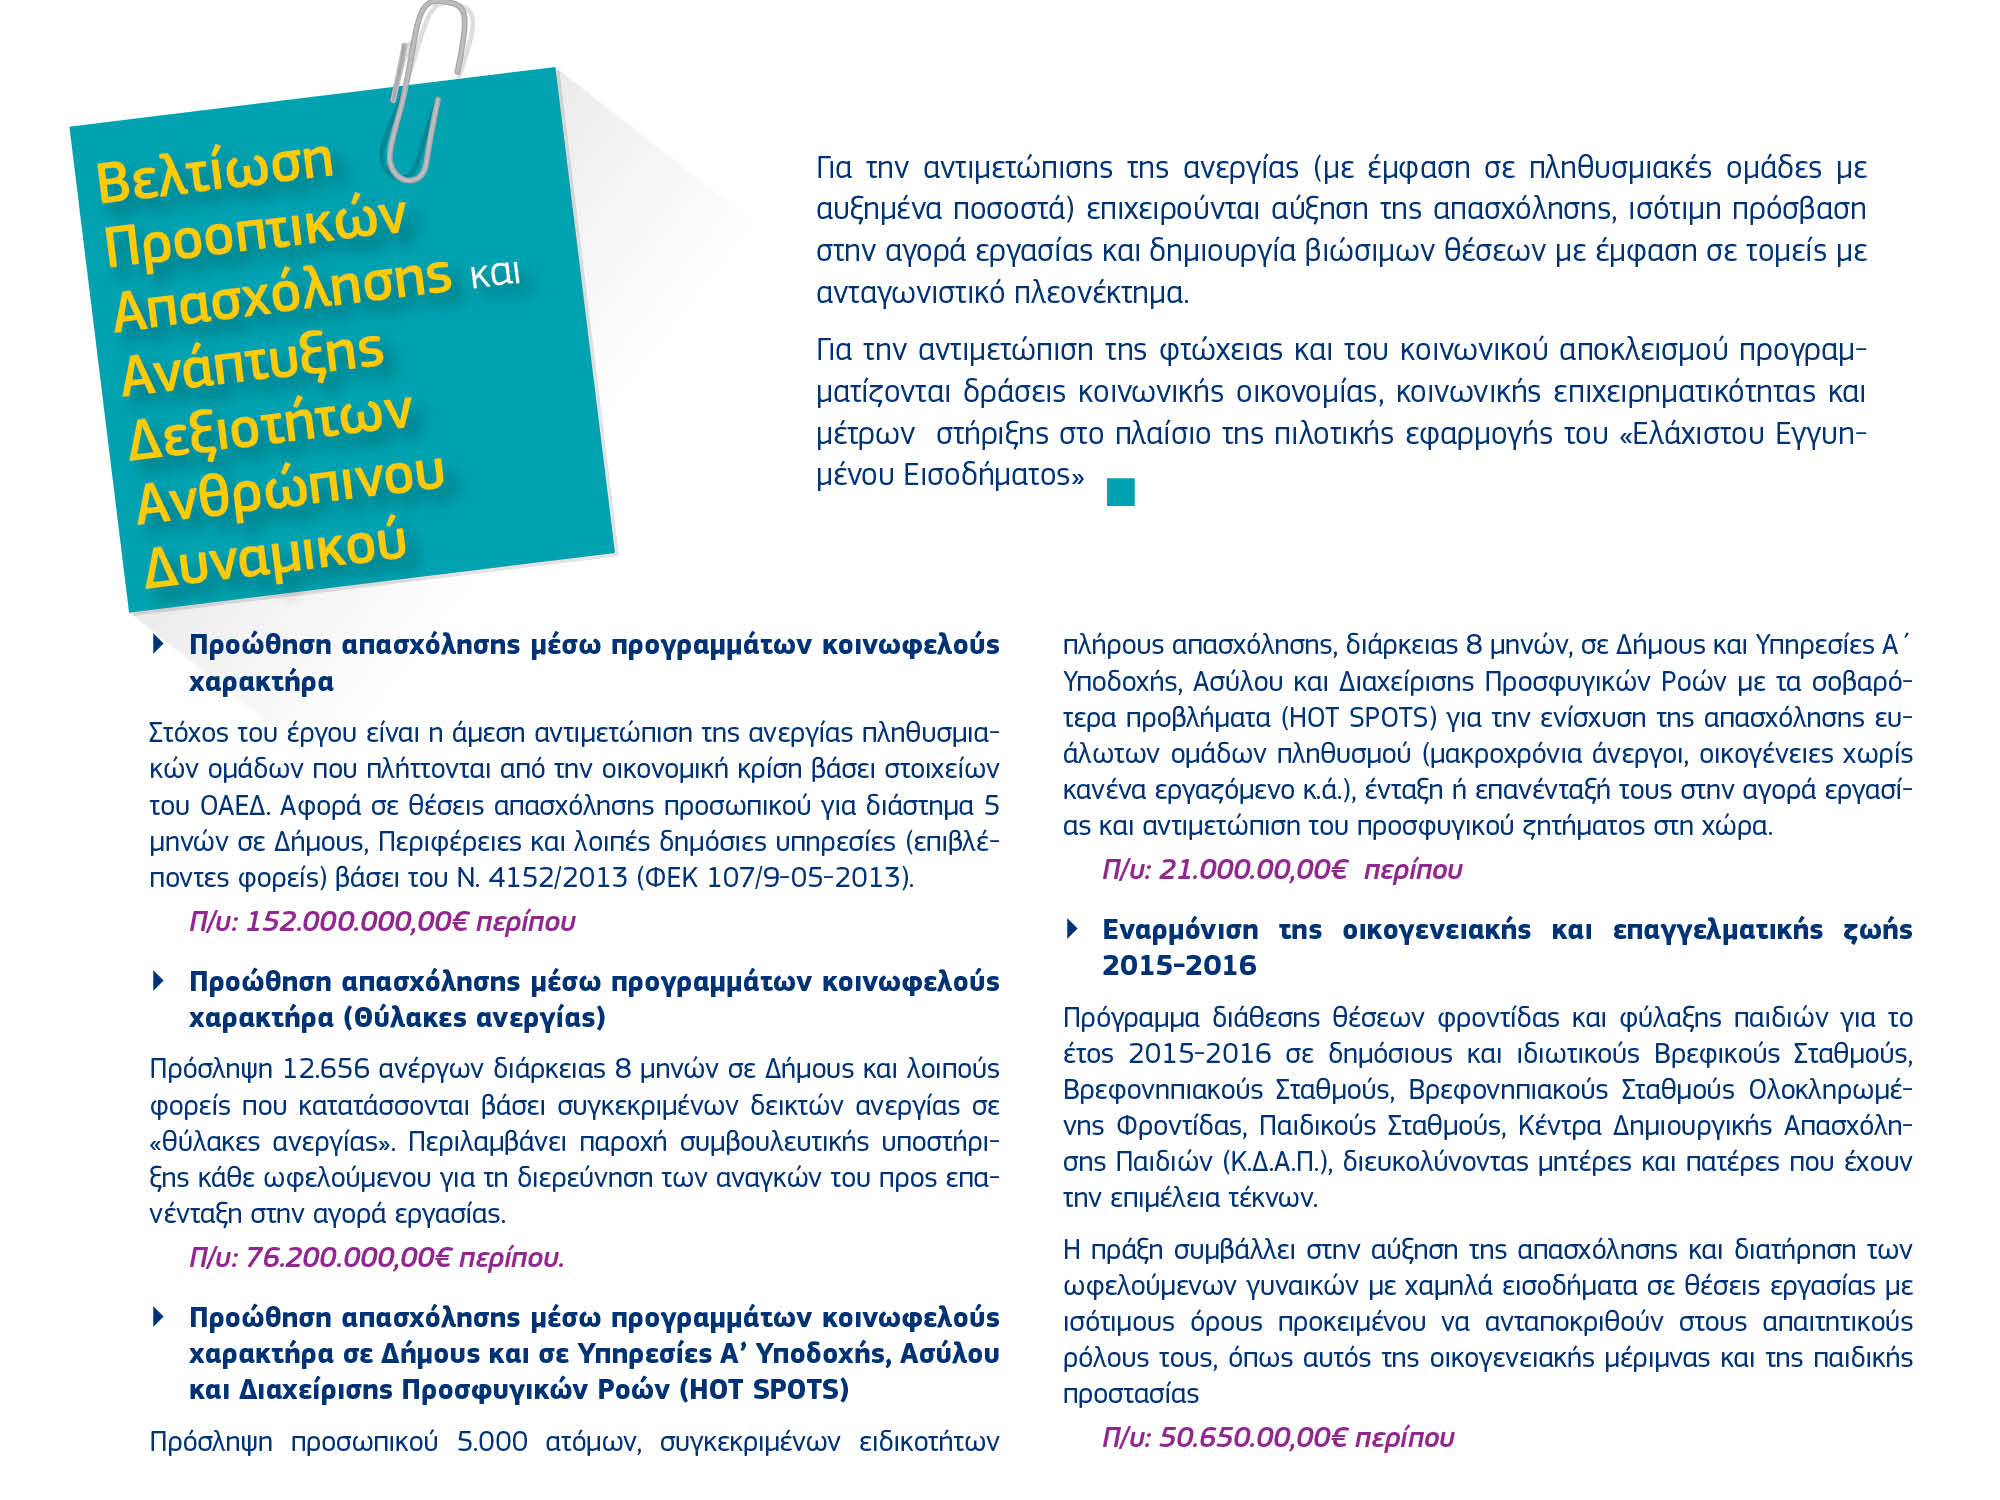 Βελτίωση
Προοπτικών
Απασχόλησης και
Ανάπτυξης
Δεξιοτήτων
Ανθρώπινου
Δυναμικού
Για την αντιμετώπισης της ανεργίας (με έμφαση σε πληθυσμιακές ομάδες με
αυξημένα ποσοστά) επιχειρούνται αύξηση της απασχόλησης, ισότιμη πρόσβαση
στην αγορά εργασίας και δημιουργία βιώσιμων θέσεων με έμφαση σε τομείς με
ανταγωνιστικό πλεονέκτημα.
Για την αντιμετώπιση της φτώχειας και του κοινωνικού αποκλεισμού προγραμ-
ματίζονται δράσεις κοινωνικής οικονομίας, κοινωνικής επιχειρηματικότητας και
μέτρων στήριξης στο πλαίσιο της πιλοτικής εφαρμογής του «Ελάχιστου Εγγυη-
μένου Εισοδήματος»
Προώθηση απασχόλησης μέσω προγραμμάτων κοινωφελούς
χαρακτήρα
Στόχος του έργου είναι η άμεση αντιμετώπιση της ανεργίας πληθυσμια-
κών ομάδων που πλήττονται από την οικονομική κρίση βάσει στοιχείων
του ΟΑΕΔ. Αφορά σε θέσεις απασχόλησης προσωπικού για διάστημα 5
μηνών σε Δήμους, Περιφέρειες και λοιπές δημόσιες υπηρεσίες (επιβλέ-
ποντες φορείς) βάσει του Ν. 4152/2013 (ΦΕΚ 107/9-05-2013).
Π/υ: 152.000.000,00€ περίπου
Προώθηση απασχόλησης μέσω προγραμμάτων κοινωφελούς
χαρακτήρα (Θύλακες ανεργίας)
Πρόσληψη 12.656 ανέργων διάρκειας 8 μηνών σε Δήμους και λοιπούς
φορείς που κατατάσσονται βάσει συγκεκριμένων δεικτών ανεργίας σε
«θύλακες ανεργίας». Περιλαμβάνει παροχή συμβουλευτικής υποστήρι-
ξης κάθε ωφελούμενου για τη διερεύνηση των αναγκών του προς επα-
νένταξη στην αγορά εργασίας.
Π/υ: 76.200.000,00€ περίπου.
Προώθηση απασχόλησης μέσω προγραμμάτων κοινωφελούς
χαρακτήρα σε Δήμους και σε Υπηρεσίες Α’ Υποδοχής, Ασύλου
και Διαχείρισης Προσφυγικών Ροών (HOT SPOTS)
Πρόσληψη προσωπικού 5.000 ατόμων, συγκεκριμένων ειδικοτήτων
πλήρους απασχόλησης, διάρκειας 8 μηνών, σε Δήμους και Υπηρεσίες Α΄
Υποδοχής, Ασύλου και Διαχείρισης Προσφυγικών Ροών με τα σοβαρό-
τερα προβλήματα (HOT SPOTS) για την ενίσχυση της απασχόλησης ευ-
άλωτων ομάδων πληθυσμού (μακροχρόνια άνεργοι, οικογένειες χωρίς
κανένα εργαζόμενο κ.ά.), ένταξη ή επανένταξή τους στην αγορά εργασί-
ας και αντιμετώπιση του προσφυγικού ζητήματος στη χώρα.
Π/υ: 21.000.00,00€ περίπου
Εναρμόνιση της οικογενειακής και επαγγελματικής ζωής
2015-2016
Πρόγραμμα διάθεσης θέσεων φροντίδας και φύλαξης παιδιών για το
έτος 2015-2016 σε δημόσιους και ιδιωτικούς Βρεφικούς Σταθμούς,
Βρεφονηπιακούς Σταθμούς, Βρεφονηπιακούς Σταθμούς Ολοκληρωμέ-
νης Φροντίδας, Παιδικούς Σταθμούς, Κέντρα Δημιουργικής Απασχόλη-
σης Παιδιών (Κ.Δ.Α.Π.), διευκολύνοντας μητέρες και πατέρες που έχουν
την επιμέλεια τέκνων.
Η πράξη συμβάλλει στην αύξηση της απασχόλησης και διατήρηση των
ωφελούμενων γυναικών με χαμηλά εισοδήματα σε θέσεις εργασίας με
ισότιμους όρους προκειμένου να ανταποκριθούν στους απαιτητικούς
ρόλους τους, όπως αυτός της οικογενειακής μέριμνας και της παιδικής
προστασίας
Π/υ: 50.650.00,00€ περίπου